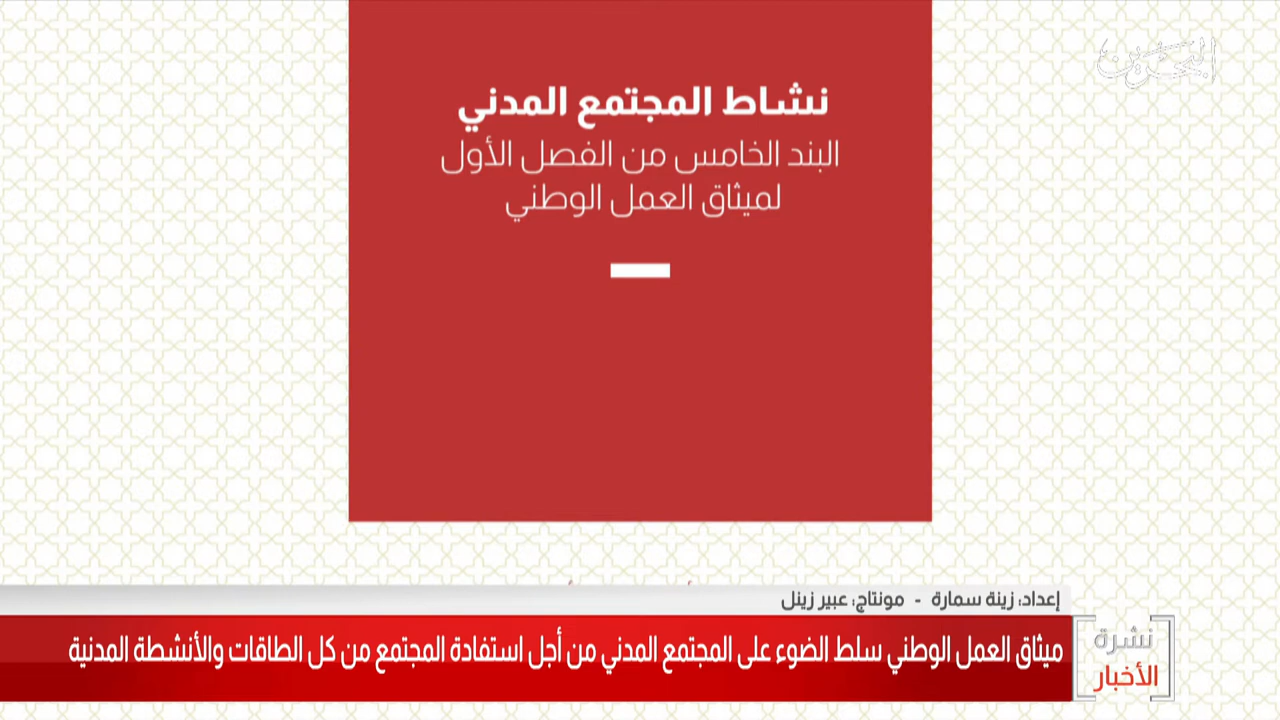 البحرين
نشاط المجتمع المدني
البند الخامس من الفصل الأول
لميثاق العمل الوطني
إعداد: زينة سمارة - مونتاج: عبير زينل
ميثاق العمل الوطني سلط الضوء على المجتمع المدني من أجل استفادة المجتمع من كل الطاقات والأنشطة المدنية
نشرة
الأخبار